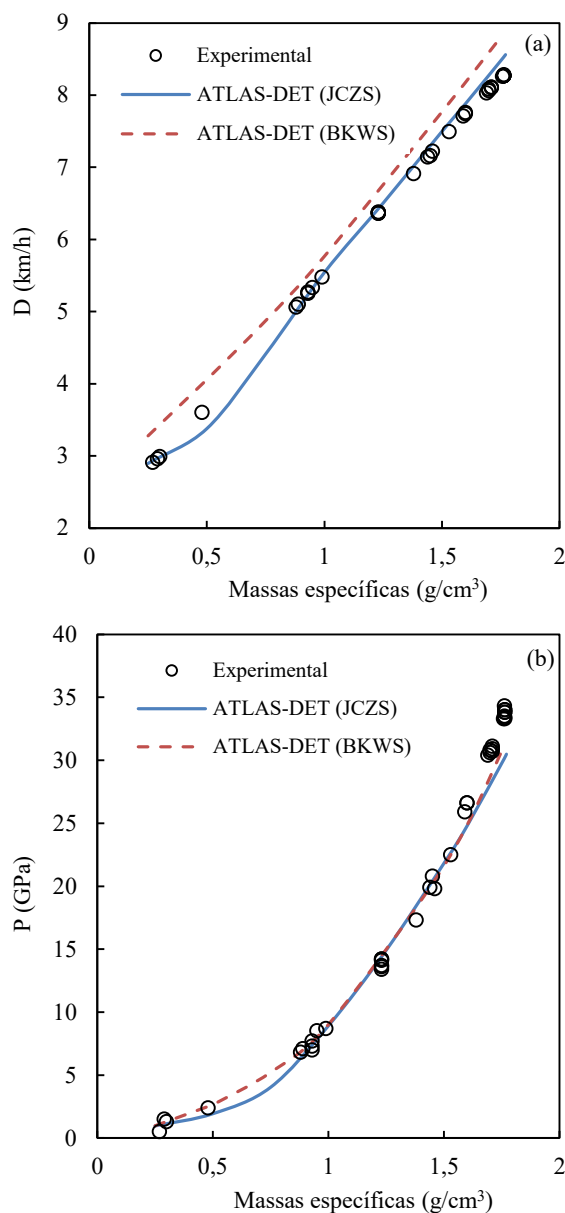 9
(a)
Experimental
8
ATLAS-DET (JCZS)
ATLAS-DET (BKWS)
7
6
D (km/h)
5
4
3
2
0 0,5 1 1,5 2
Massas específicas (g/cm³)
40
(b)
Experimental
35
ATLAS-DET (JCZS)
30
ATLAS-DET (BKWS)
25
P (GPa)
20
15
10
5
0
0 0,5 1 1,5 2
Massas específicas (g/cm³)